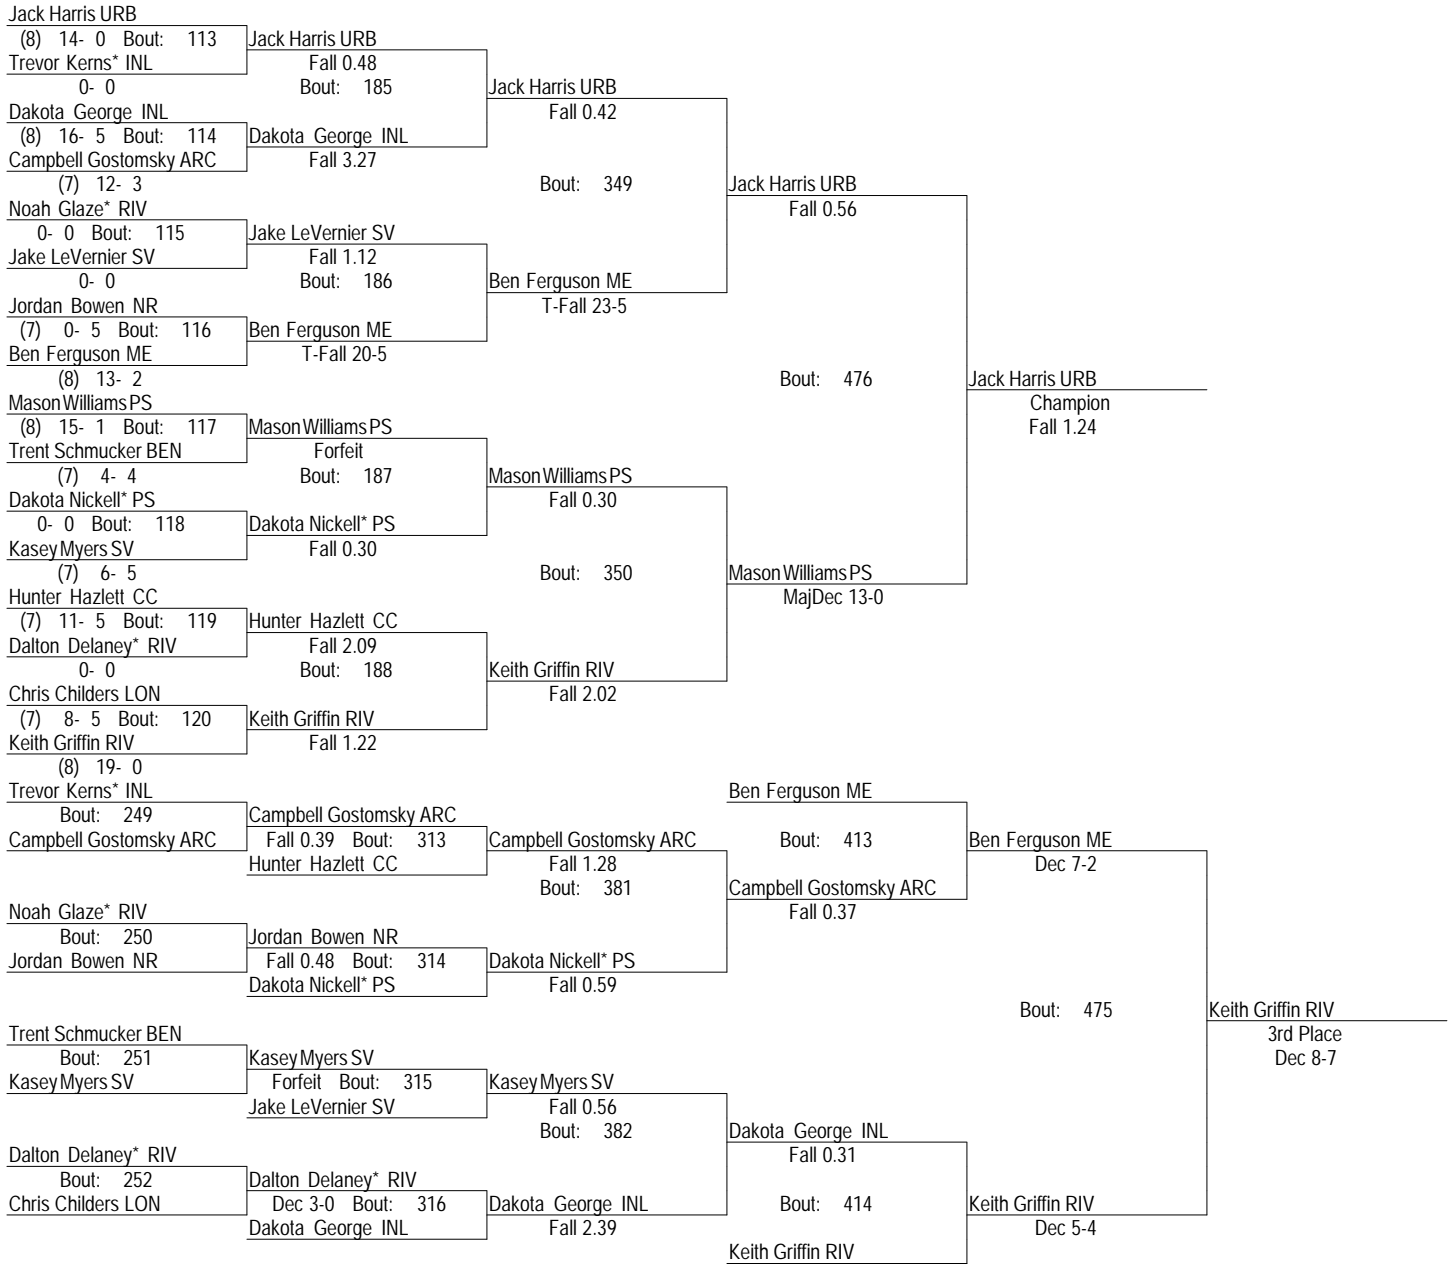 Jack Harris URB
(8) 14- 0 Bout: 113 Jack Harris URB
Trevor Kerns* INL Fall 0.48
0- 0 Bout: 185 Jack Harris URB
Dakota George INL Fall 0.42
(8) 16- 5 Bout: 114 Dakota George INL
Campbell Gostomsky ARC Fall 3.27
(7) 12- 3 Bout: 349 Jack Harris URB
Noah Glaze* RIV Fall 0.56
0- 0 Bout: 115 Jake LeVernier SV
Jake LeVernier SV Fall 1.12
0- 0 Bout: 186 Ben Ferguson ME
Jordan Bowen NR T-Fall 23-5
(7) 0- 5 Bout: 116 Ben Ferguson ME
Ben Ferguson ME T-Fall 20-5
(8) 13- 2 Bout: 476 Jack Harris URB
Mason Williams PS Champion
(8) 15- 1 Bout: 117 Mason Williams PS Fall 1.24
Trent Schmucker BEN Forfeit
(7) 4- 4 Bout: 187 Mason Williams PS
Dakota Nickell* PS Fall 0.30
0- 0 Bout: 118 Dakota Nickell* PS
Kasey Myers SV Fall 0.30
(7) 6- 5 Bout: 350 Mason Williams PS
Hunter Hazlett CC MajDec 13-0
(7) 11- 5 Bout: 119 Hunter Hazlett CC
Dalton Delaney* RIV Fall 2.09
0- 0 Bout: 188 Keith Griffin RIV
Chris Childers LON Fall 2.02
(7) 8- 5 Bout: 120 Keith Griffin RIV
Keith Griffin RIV Fall 1.22
(8) 19- 0
Trevor Kerns* INL Ben Ferguson ME
Bout: 249 Campbell Gostomsky ARC
Campbell Gostomsky ARC Fall 0.39 Bout: 313 Campbell Gostomsky ARC Bout: 413 Ben Ferguson ME
Hunter Hazlett CC Fall 1.28 Dec 7-2
Bout: 381 Campbell Gostomsky ARC
Noah Glaze* RIV Fall 0.37
Bout: 250 Jordan Bowen NR
Jordan Bowen NR Fall 0.48 Bout: 314 Dakota Nickell* PS
Dakota Nickell* PS Fall 0.59
Bout: 475 Keith Griffin RIV
Trent Schmucker BEN 3rd Place
Bout: 251 Kasey Myers SV Dec 8-7
Kasey Myers SV Forfeit Bout: 315 Kasey Myers SV
Jake LeVernier SV Fall 0.56
Bout: 382 Dakota George INL
Dalton Delaney* RIV Fall 0.31
Bout: 252 Dalton Delaney* RIV
Chris Childers LON Dec 3-0 Bout: 316 Dakota George INL Bout: 414 Keith Griffin RIV
Dakota George INL Fall 2.39 Dec 5-4
Keith Griffin RIV